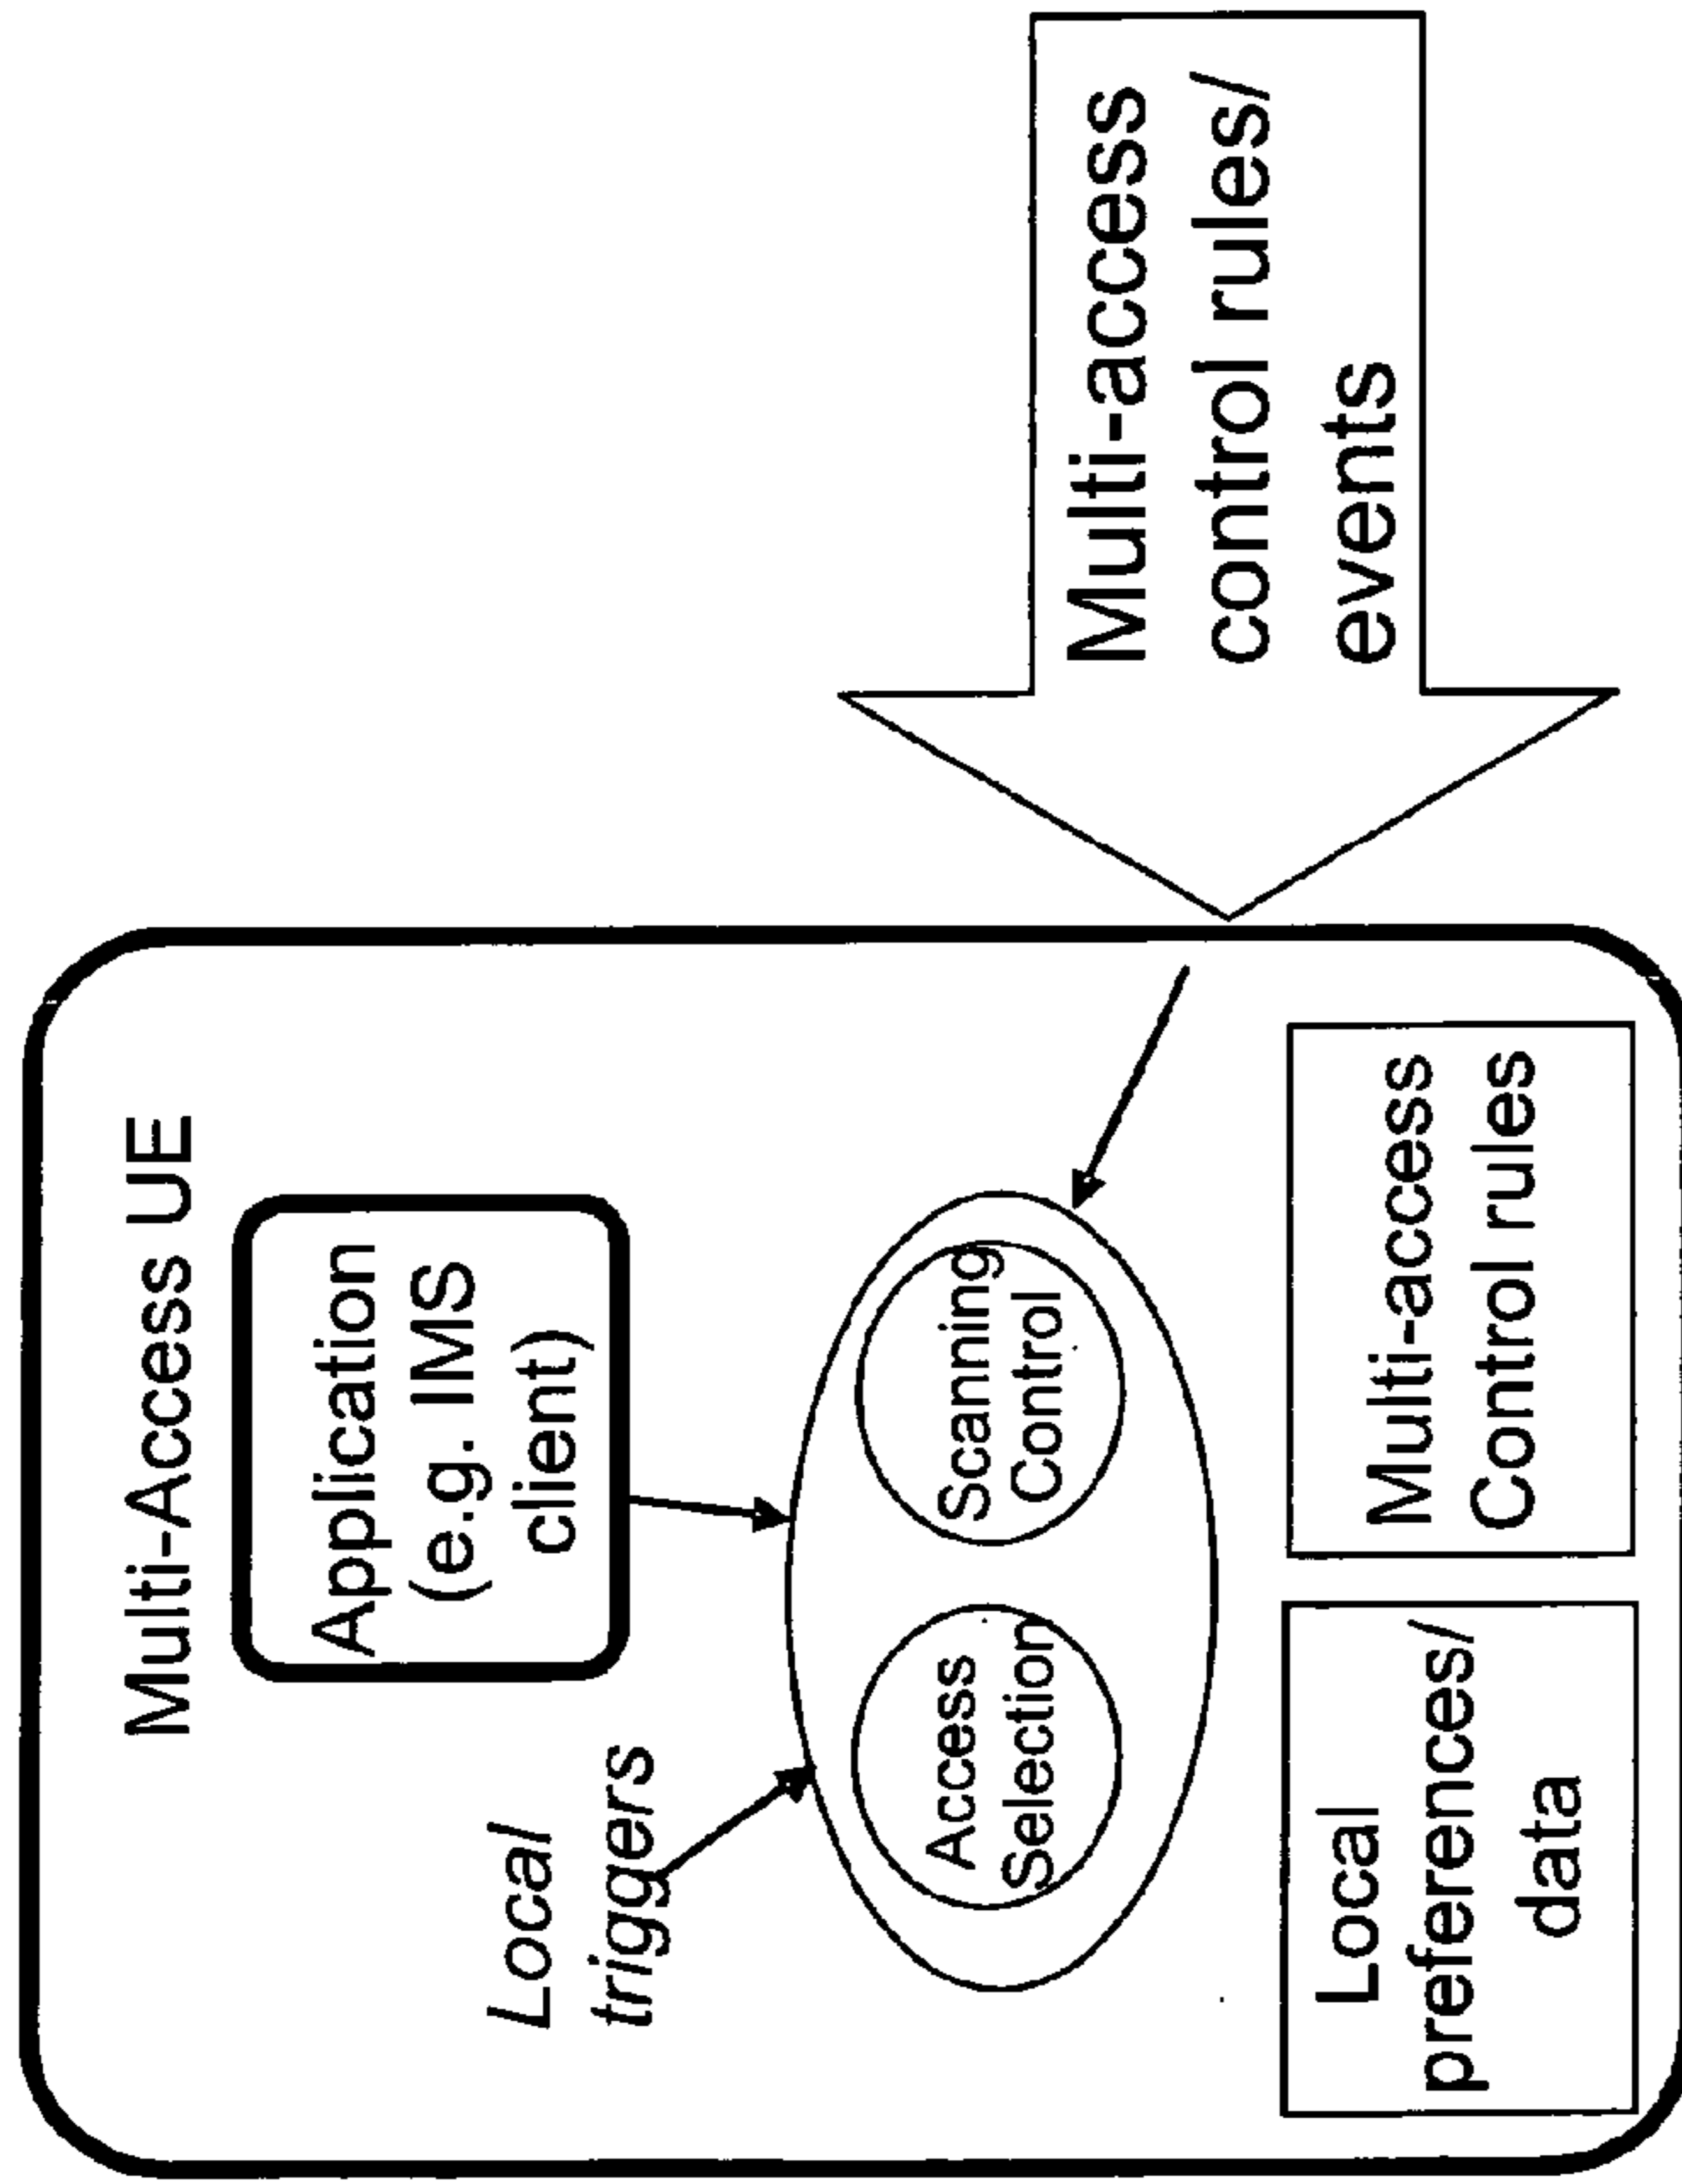 Multi-Access UE
Application
(e.g. IMS
client)
Local
triggers
Access
Selection
Scanning
Control
Local
preferences/
data
Multi-access
Control rules
Multi-access
control rules/
events